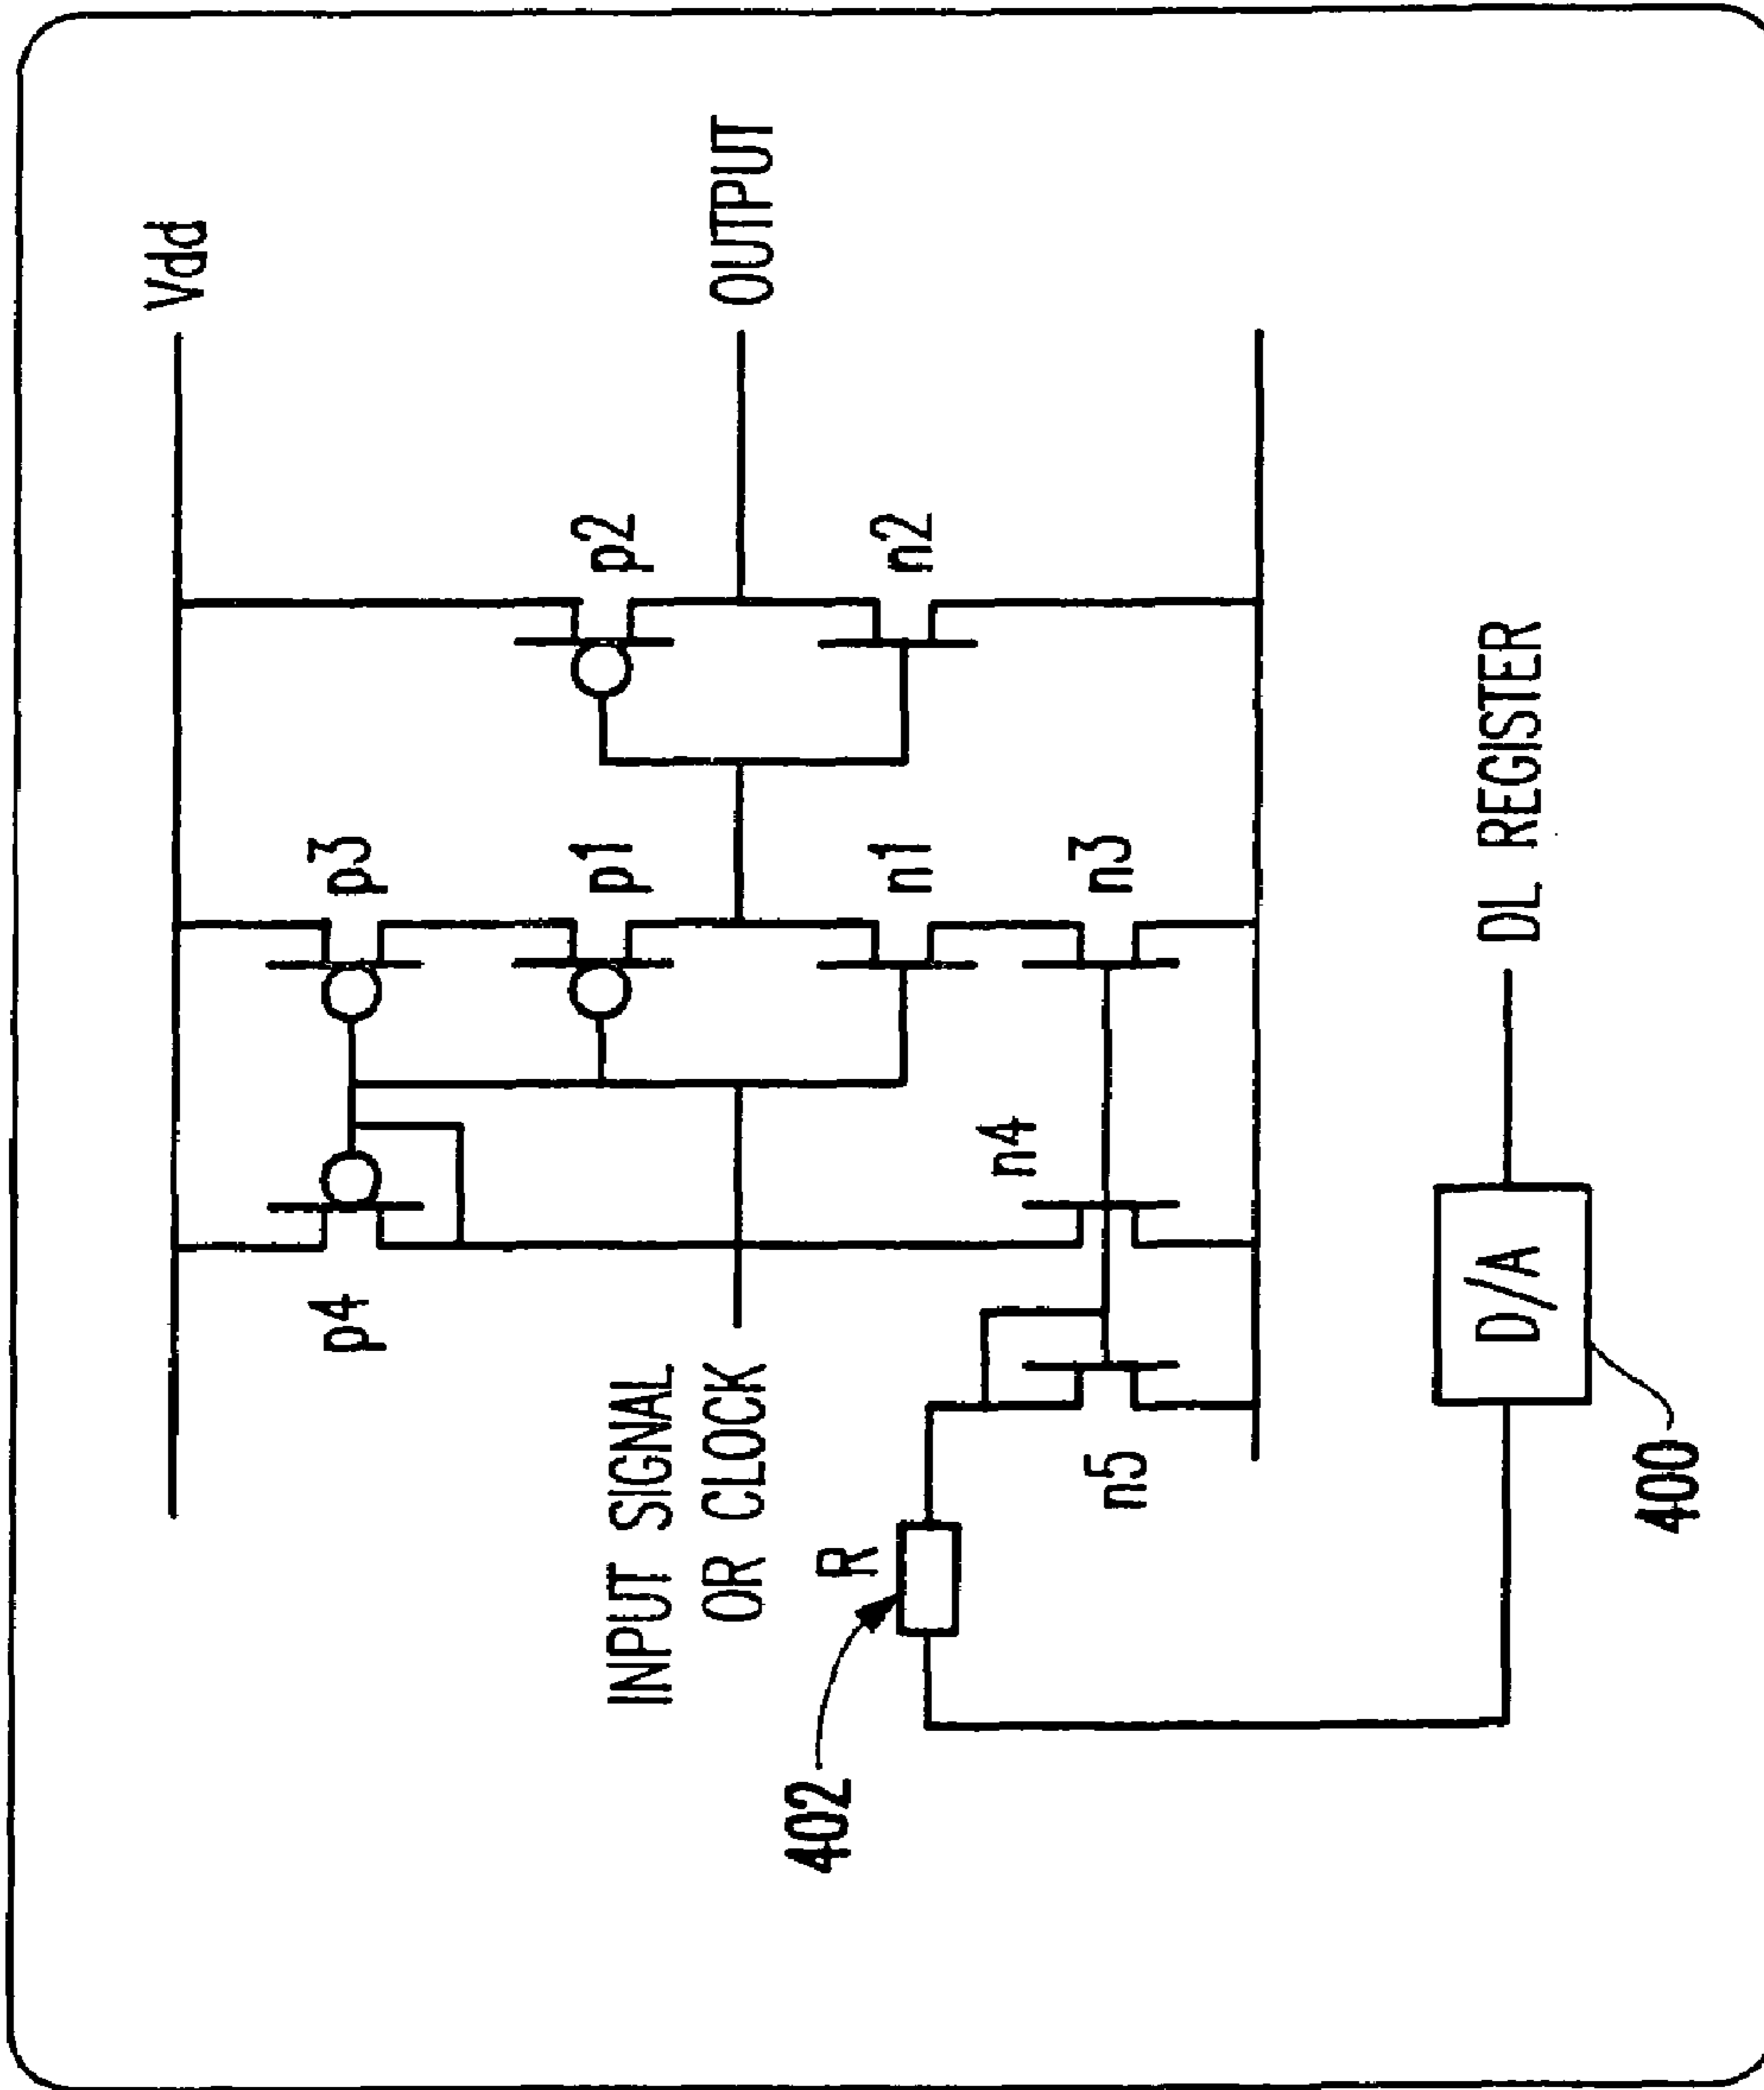 Vdd
p4
p3
p1
p2
INPUT SIGNAL
OR CLOCK
OUTPUT
R
402
n1
n2
n4
n3
n5
D/A
DL REGISTER
400